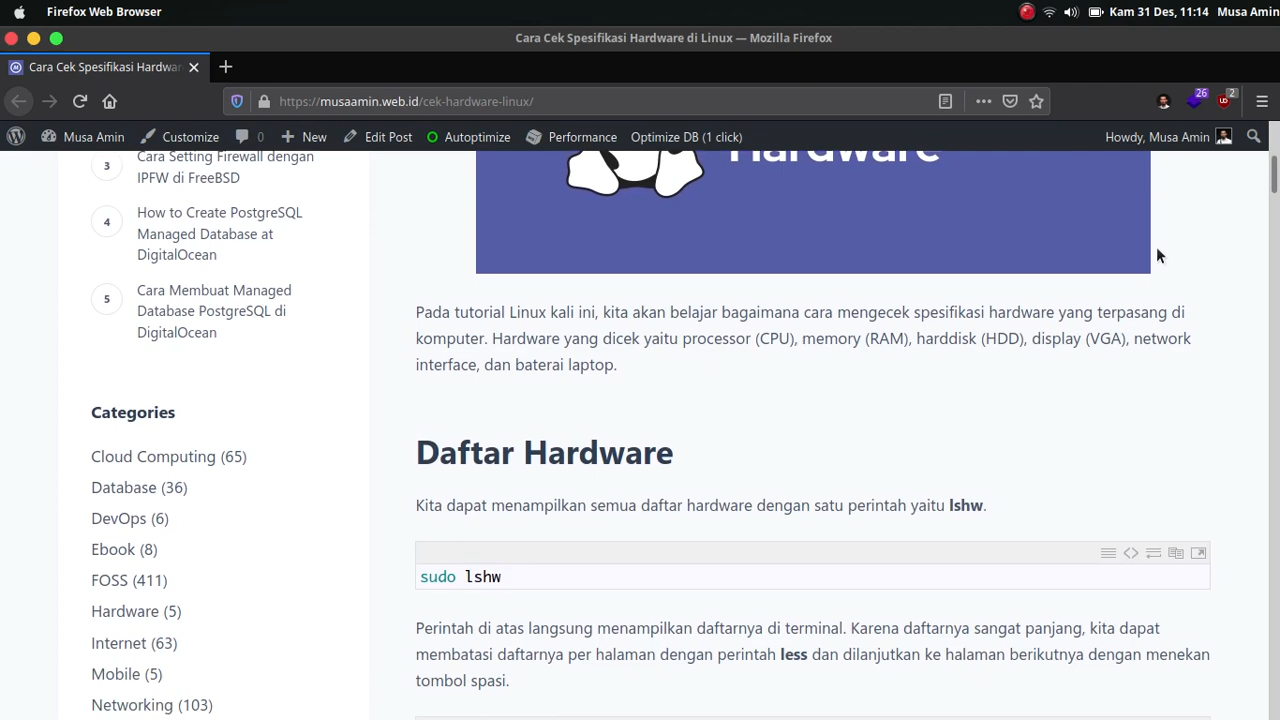 Firefox Web Browser
Kam 31 Des, 11:14
Musa Amin
Cara Cek Spesifikasi Hardware di Linux — Mozilla Firefox
Cara Cek Spesifikasi Hardwar
26
2
https://musaamin.web.id/cek-hardware-linux/
Musa Amin
Customize
0
New
Edit Post
Autoptimize
Performance
Optimize DB (1 click)
Howdy, Musa Amin
3
Cara Setting Firewall dengan
IPFW di FreeBSD
4
How to Create PostgreSQL
Managed Database at
DigitalOcean
5
Cara Membuat Managed
Database PostgreSQL di
DigitalOcean
Categories
Cloud Computing (65)
Database (36)
DevOps (6)
Ebook (8)
FOSS (411)
Hardware (5)
Internet (63)
Mobile (5)
Networking (103)
Hardware
Pada tutorial Linux kali ini, kita akan belajar bagaimana cara mengecek spesifikasi hardware yang terpasang di
komputer. Hardware yang dicek yaitu processor (CPU), memory (RAM), harddisk (HDD), display (VGA), network
interface, dan baterai laptop.
Daftar Hardware
Kita dapat menampilkan semua daftar hardware dengan satu perintah yaitu lshw.
sudo lshw
Perintah di atas langsung menampilkan daftarnya di terminal. Karena daftarnya sangat panjang, kita dapat
membatasi daftarnya per halaman dengan perintah less dan dilanjutkan ke halaman berikutnya dengan menekan
tombol spasi.